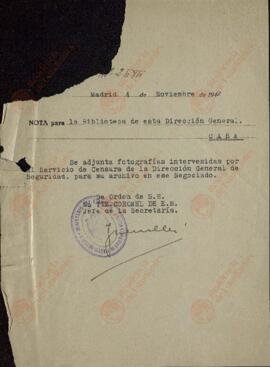 Madrid 4 de Noviembre de 194
NOTA para la Biblioteca de esta Dirección General.
CASA
Se adjunta fotografías intervenidas por
el Servicio de Censura de la Dirección General de
Seguridad, para su archivo en ese Negociado.
De Orden de S.E.
EL TTE.CORONEL DE E.M.
Jefe de la Secretaría.